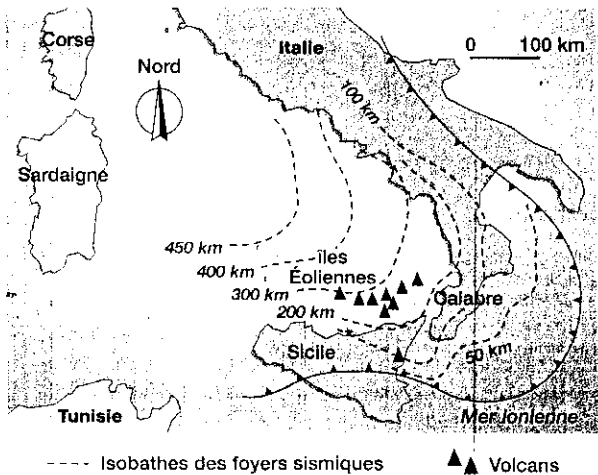 Corse
Italie
0 100 km
Nord
100 km
Sardaigne
450 km
îles
400 km
Éoliennes
300 km
Calabre
200 km
50 km
Sicile
Tunisie
Mer Ionienne
Isobathes des foyers sismiques
Volcans